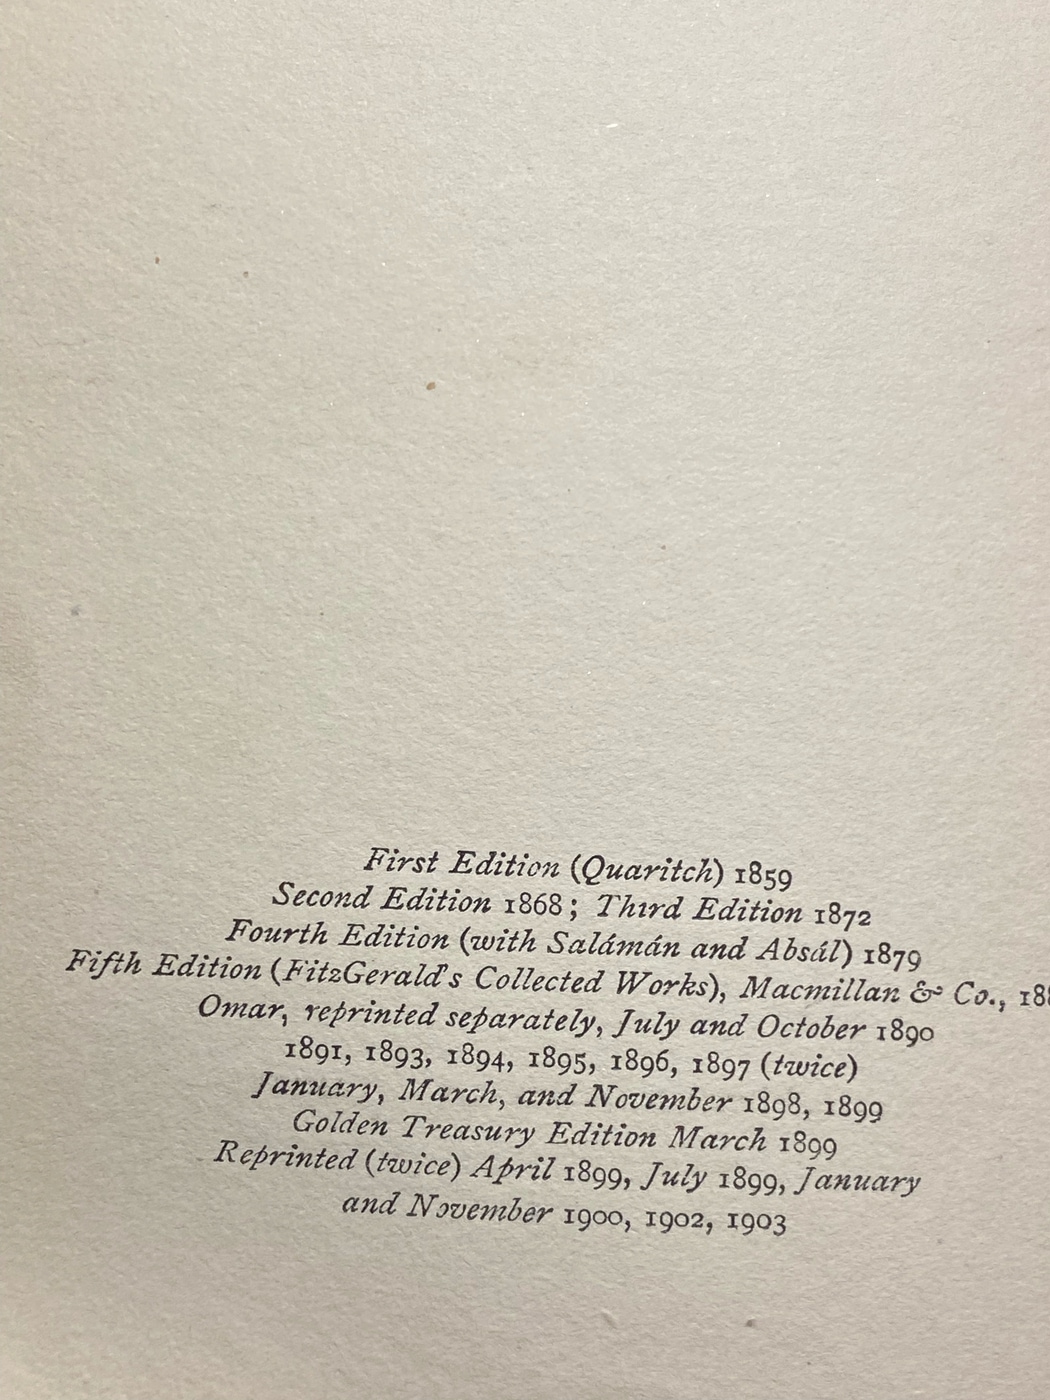 First Edition (Quaritch) 1859
Second Edition 1868; Third Edition 1872
Fourth Edition (with Salámán and Absál) 1879
Fifth Edition (FitzGerald's Collected Works), Macmillan & Co.,
Omar, reprinted separately, July and October 1890
1891, 1893, 1894, 1895, 1896, 1897 (twice)
January, March, and November 1898, 1899
Golden Treasury Edition March 1899
Reprinted (twice) April 1899, July 1899, January
and November 1900, 1902, 1903